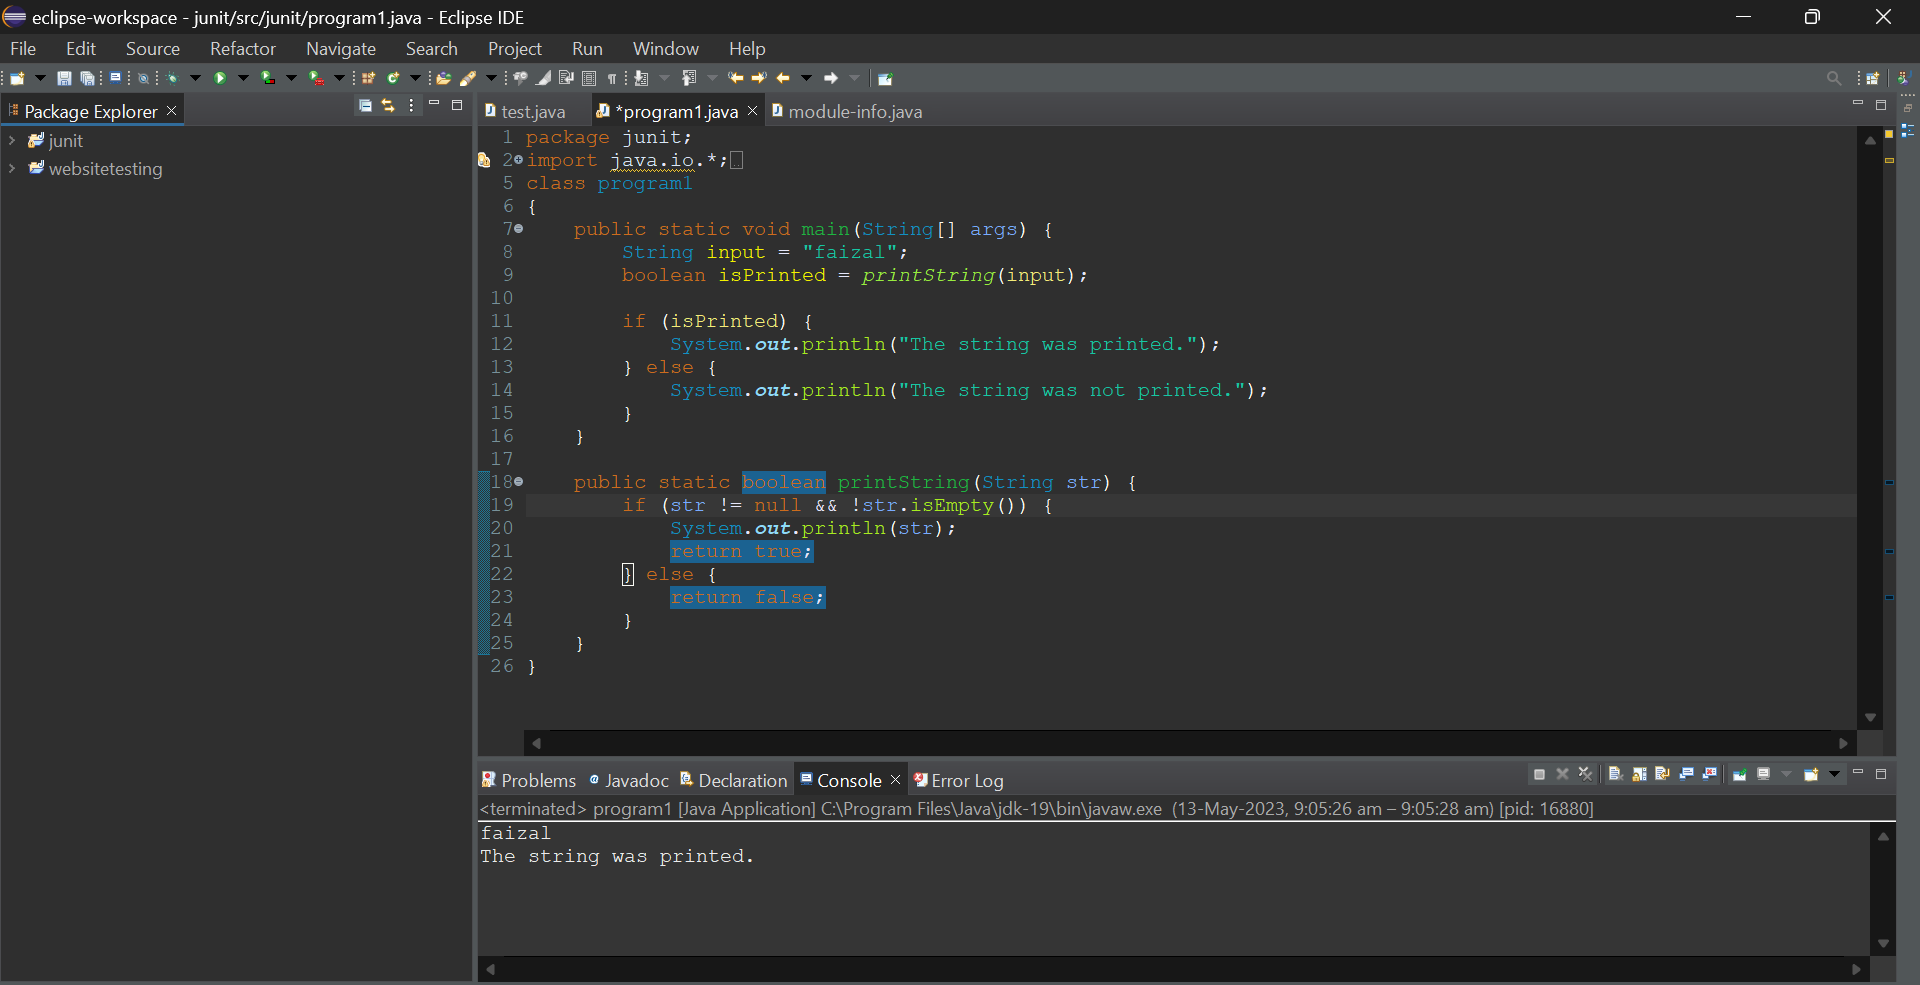 eclipse-workspace - junit/src/junit/program1.java - Eclipse IDE
File Edit Source Refactor Navigate Search Project Run Window Help
Package Explorer
junit
websitetesting
test.java *program1.java module-info.java
1 package junit;
2 import java.io.*;
5 class program1
6 {
7     public static void main(String[] args) {
8         String input = "faizal";
9         boolean isPrinted = printString(input);
10
11         if (isPrinted) {
12             System.out.println("The string was printed.");
13         } else {
14             System.out.println("The string was not printed.");
15         }
16     }
17
18     public static boolean printString(String str) {
19         if (str != null && !str.isEmpty()) {
20             System.out.println(str);
21             return true;
22         } else {
23             return false;
24         }
25     }
26 }
Problems @ Javadoc Declaration Console Error Log
<terminated> program1 [Java Application] C:\Program Files\Java\jdk-19\bin\javaw.exe (13-May-2023, 9:05:26 am – 9:05:28 am) [pid: 16880]
faizal
The string was printed.